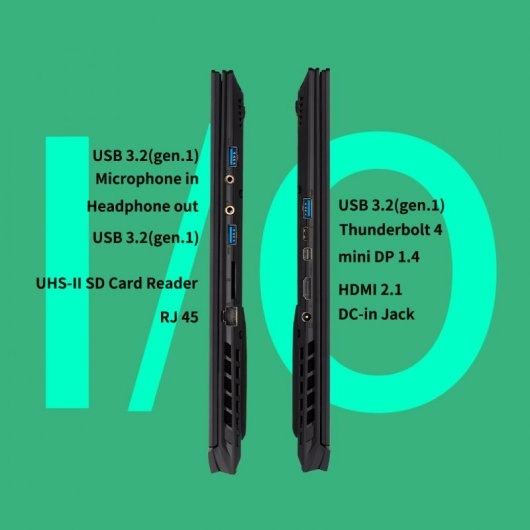 I/O
USB 3.2(gen.1)
Microphone in
Headphone out
USB 3.2(gen.1)
UHS-II SD Card Reader
RJ 45
USB 3.2(gen.1)
Thunderbolt 4
mini DP 1.4
HDMI 2.1
DC-in Jack